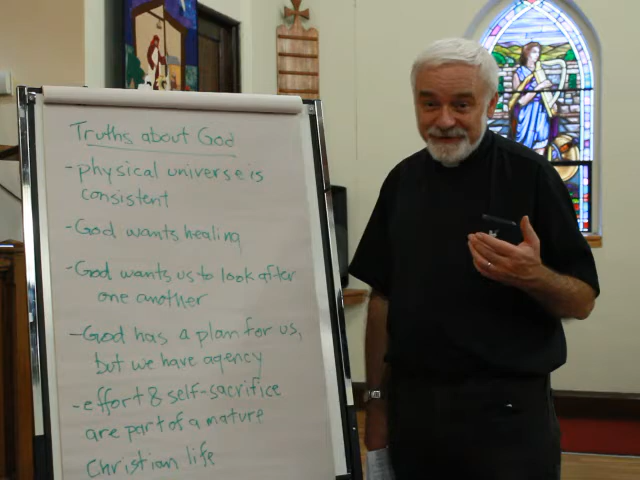 Truths about God
-physical universe is
consistent
-God wants healing
-God wants us to look after
one another
-God has a plan for us,
but we have agency
-effort & self-sacrifice
are part of a mature
Christian life